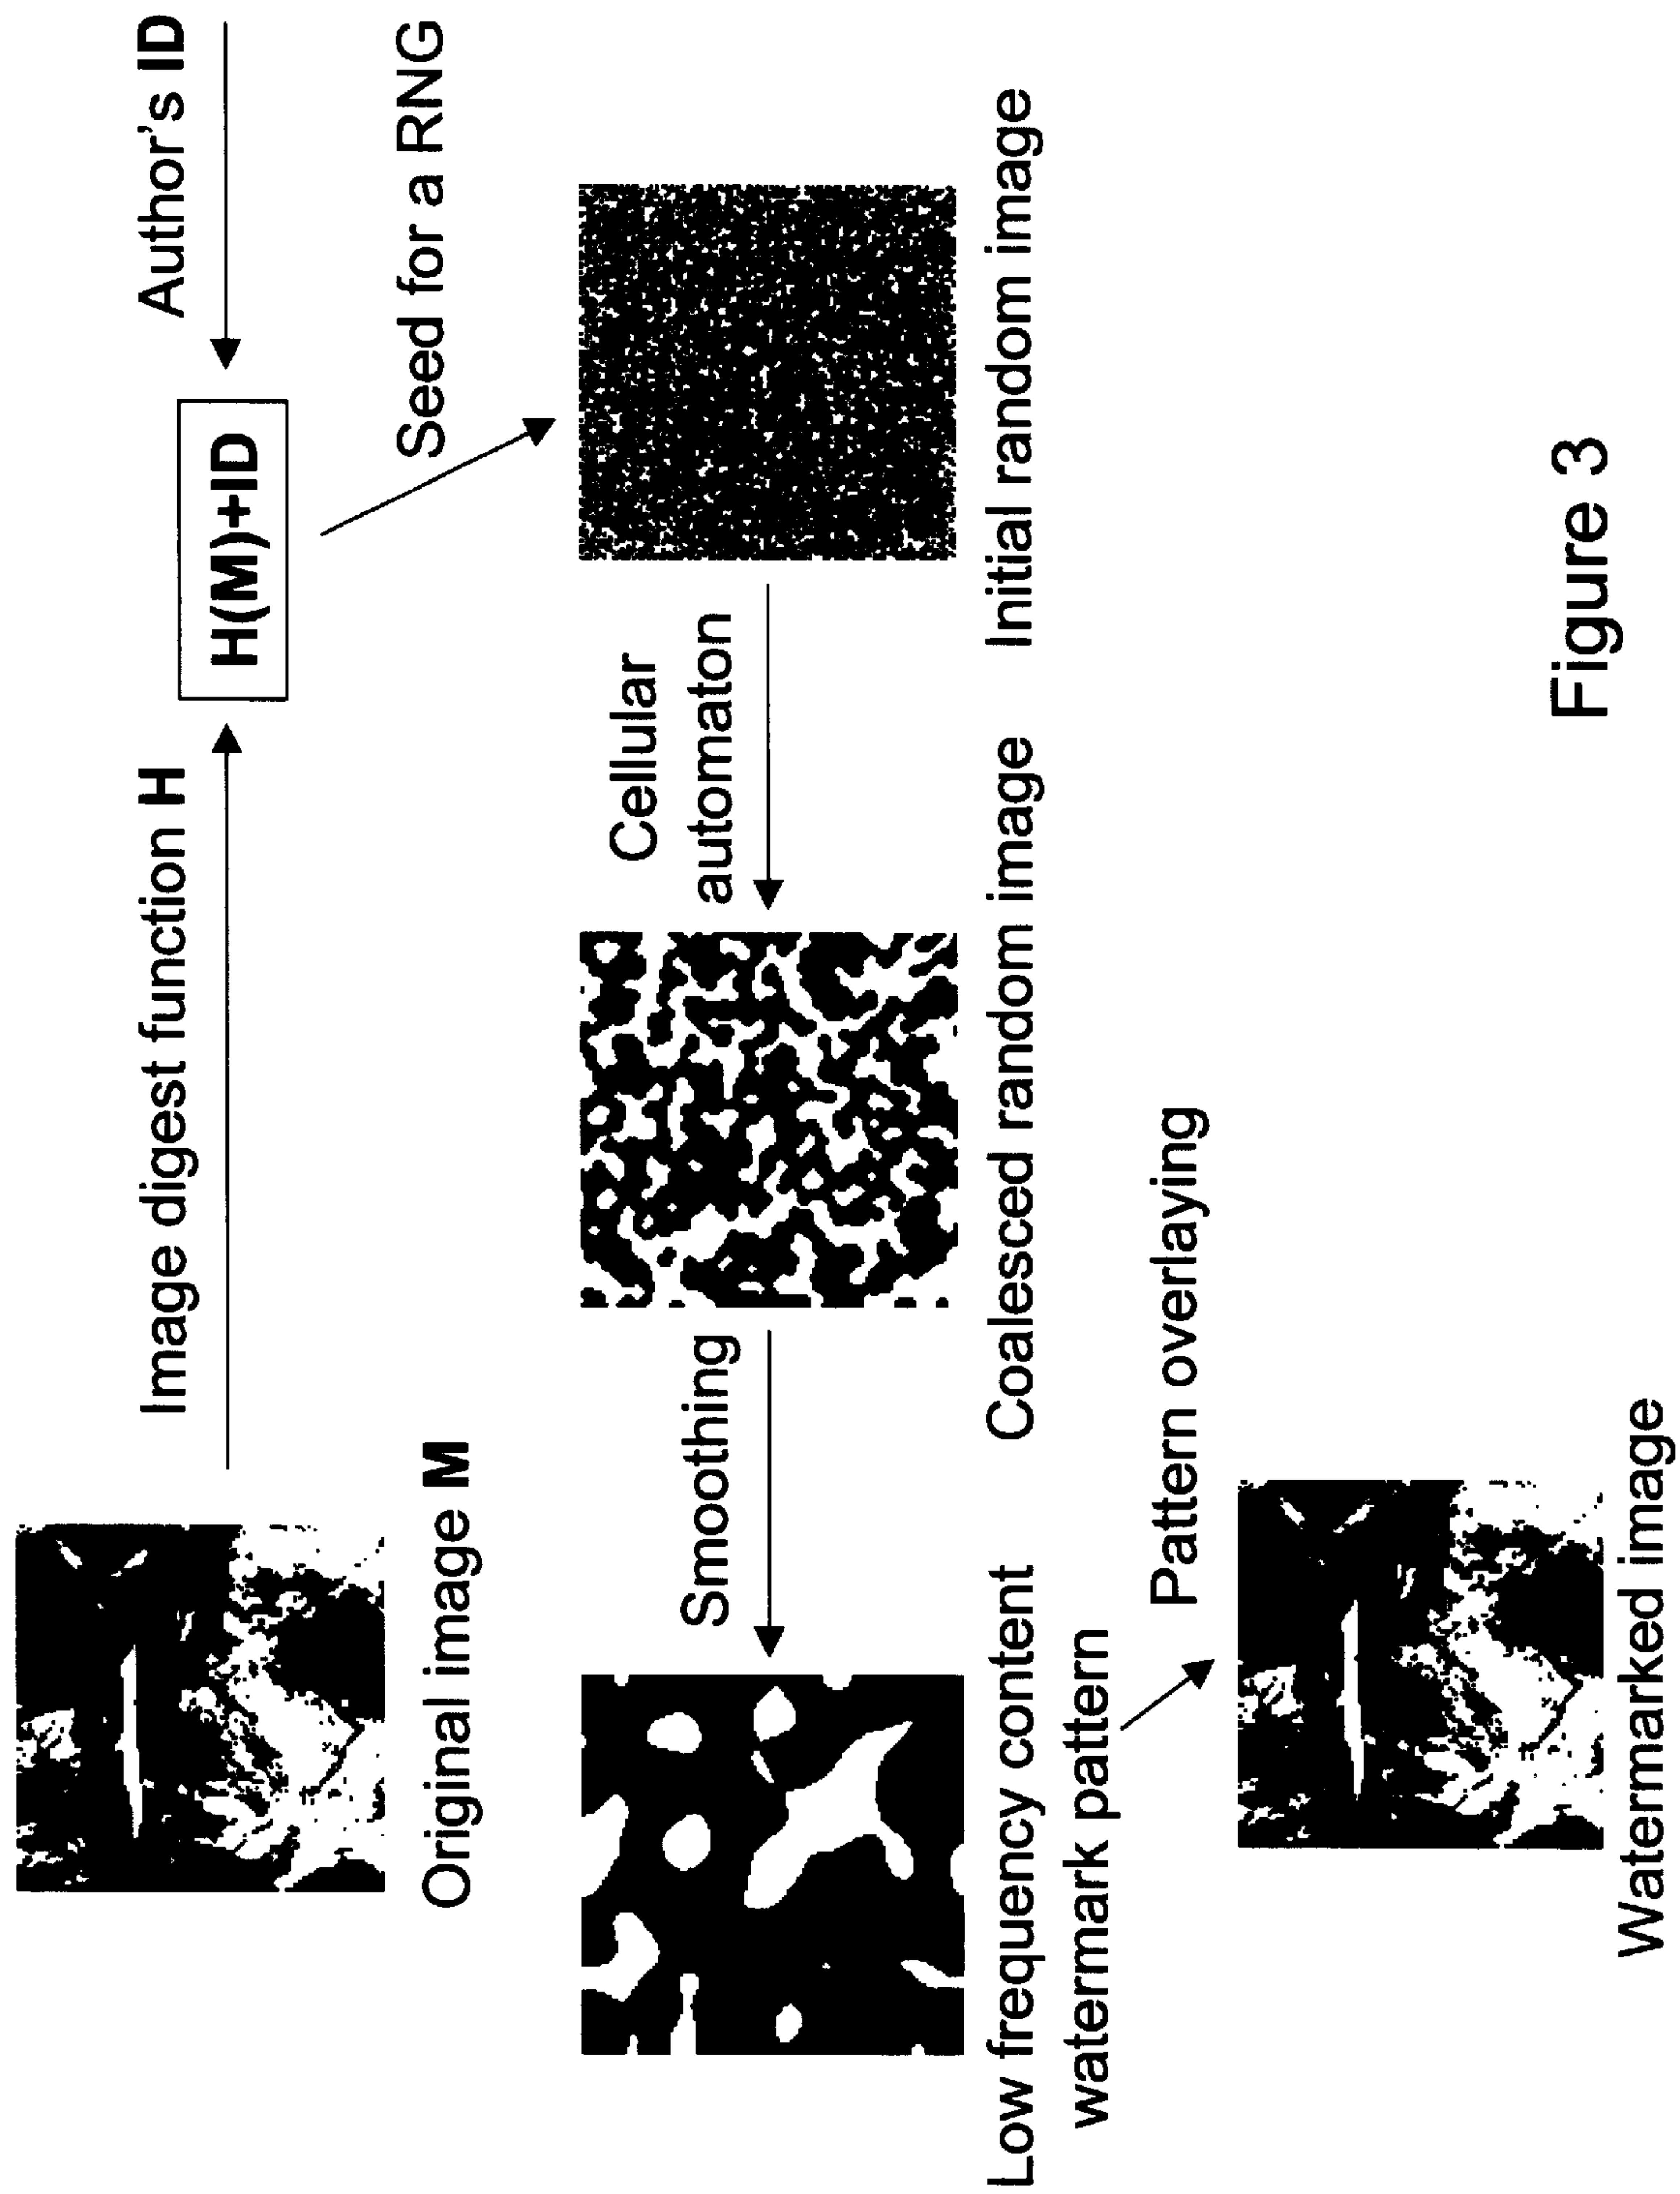 Image digest function H
Author's ID
H(M)+ID
Original image M
Seed for a RNG
Cellular
automaton
Smoothing
Initial random image
Coalesced random image
Low frequency content
watermark pattern
Pattern overlaying
Watermarked image
Figure 3